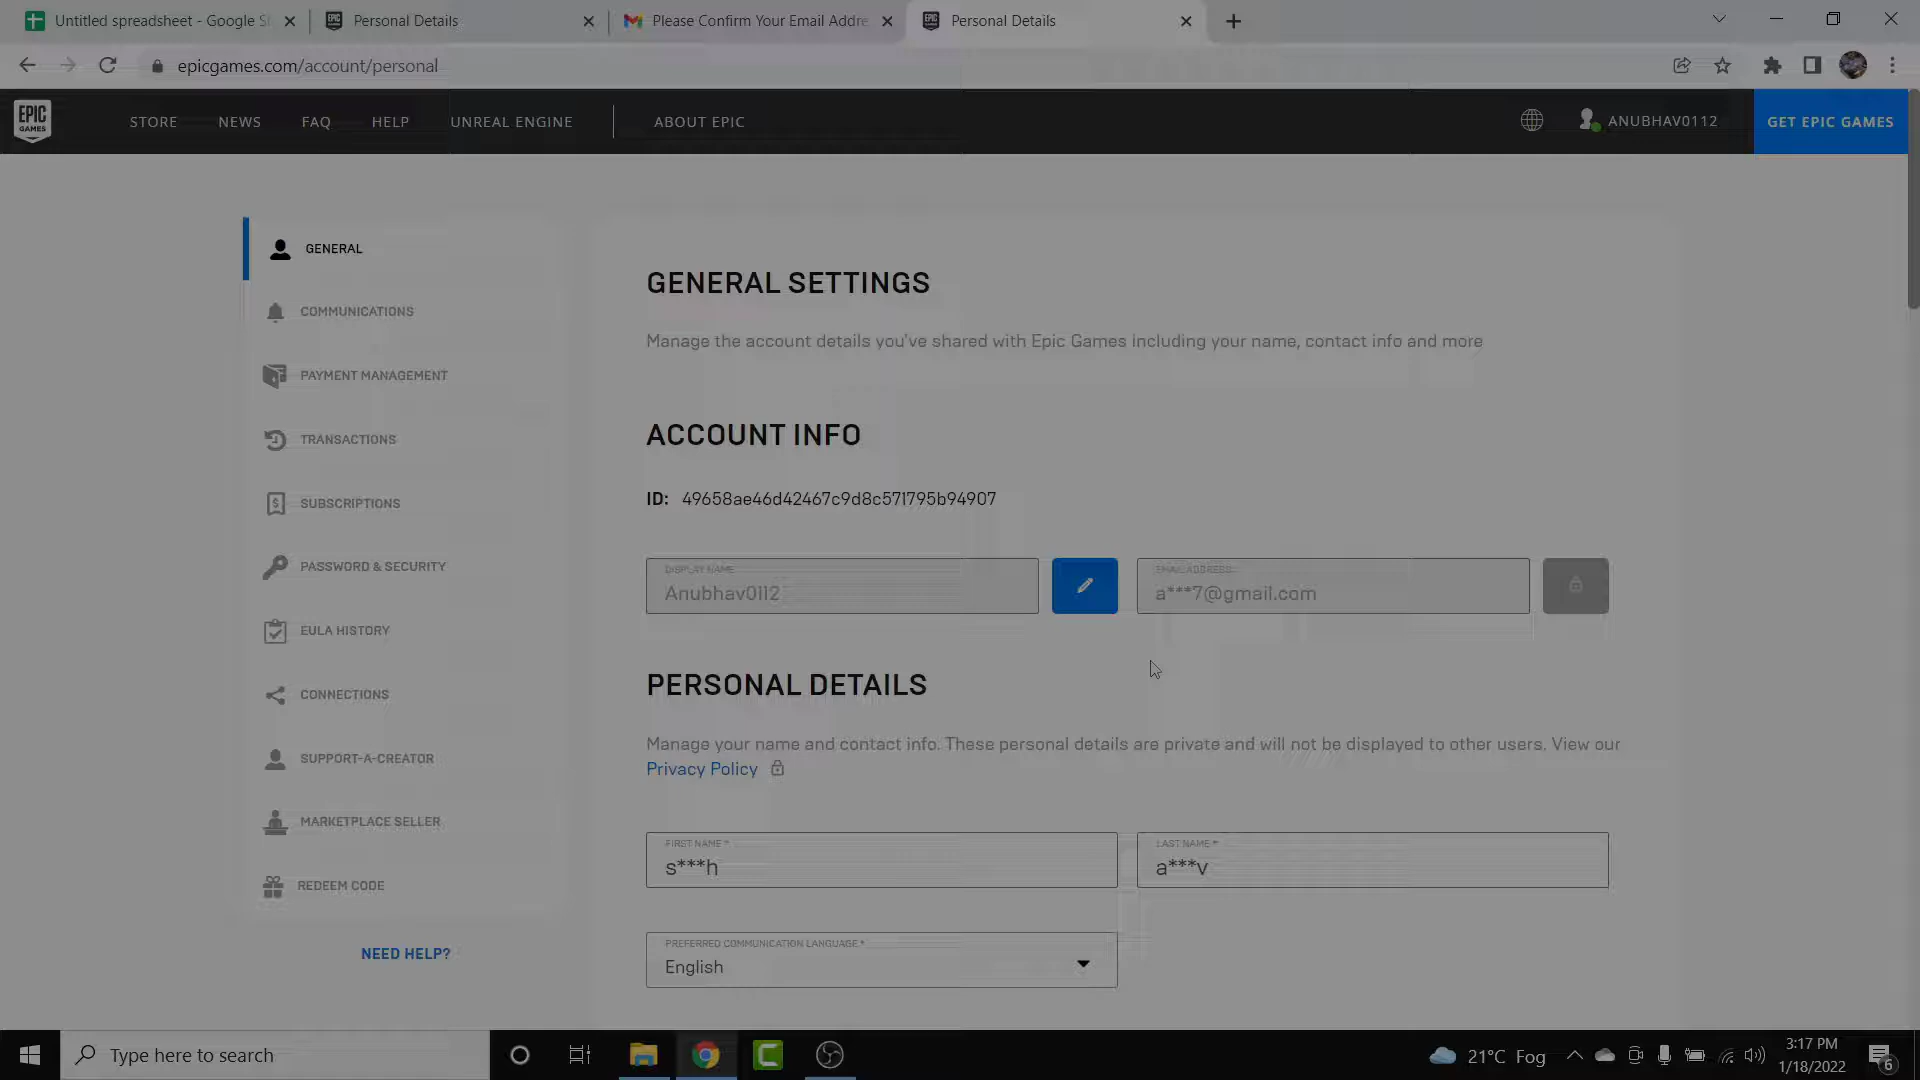 Untitled spreadsheet - Google S
Personal Details
Please Confirm Your Email Addre
Personal Details
epicgames.com/account/personal
EPIC GAMES
STORE
NEWS
FAQ
HELP
UNREAL ENGINE
ABOUT EPIC
ANUBHAV0112
GET EPIC GAMES
GENERAL
COMMUNICATIONS
PAYMENT MANAGEMENT
TRANSACTIONS
SUBSCRIPTIONS
PASSWORD & SECURITY
EULA HISTORY
CONNECTIONS
SUPPORT-A-CREATOR
MARKETPLACE SELLER
REDEEM CODE
NEED HELP?
GENERAL SETTINGS
Manage the account details you've shared with Epic Games including your name, contact info and more
ACCOUNT INFO
ID: 49658ae46d42467c9d8c571795b94907
DISPLAY NAME
Anubhav0112
EMAIL ADDRESS
a***7@gmail.com
PERSONAL DETAILS
Manage your name and contact info. These personal details are private and will not be displayed to other users. View our
Privacy Policy
FIRST NAME *
s***h
LAST NAME *
a***v
PREFERRED COMMUNICATION LANGUAGE *
English
Type here to search
21°C Fog
3:17 PM
1/18/2022
6